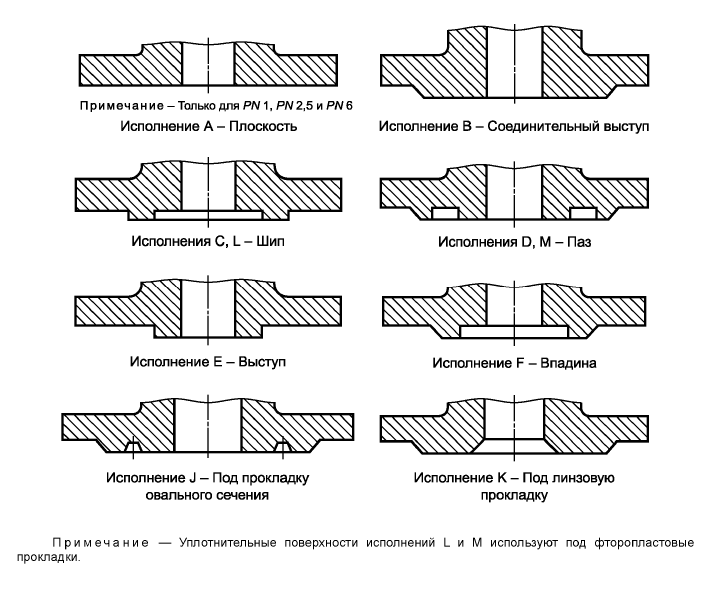 Примечание – Только для PN 1, PN 2,5 и PN 6
Исполнение A – Плоскость
Исполнение B – Соединительный выступ
Исполнения C, L – Шип
Исполнения D, M – Паз
Исполнение E – Выступ
Исполнение F – Впадина
Исполнение J – Под прокладку
овального сечения
Исполнение K – Под линзовую
прокладку
Примечание — Уплотнительные поверхности исполнений L и M используют под фторопластовые
прокладки.